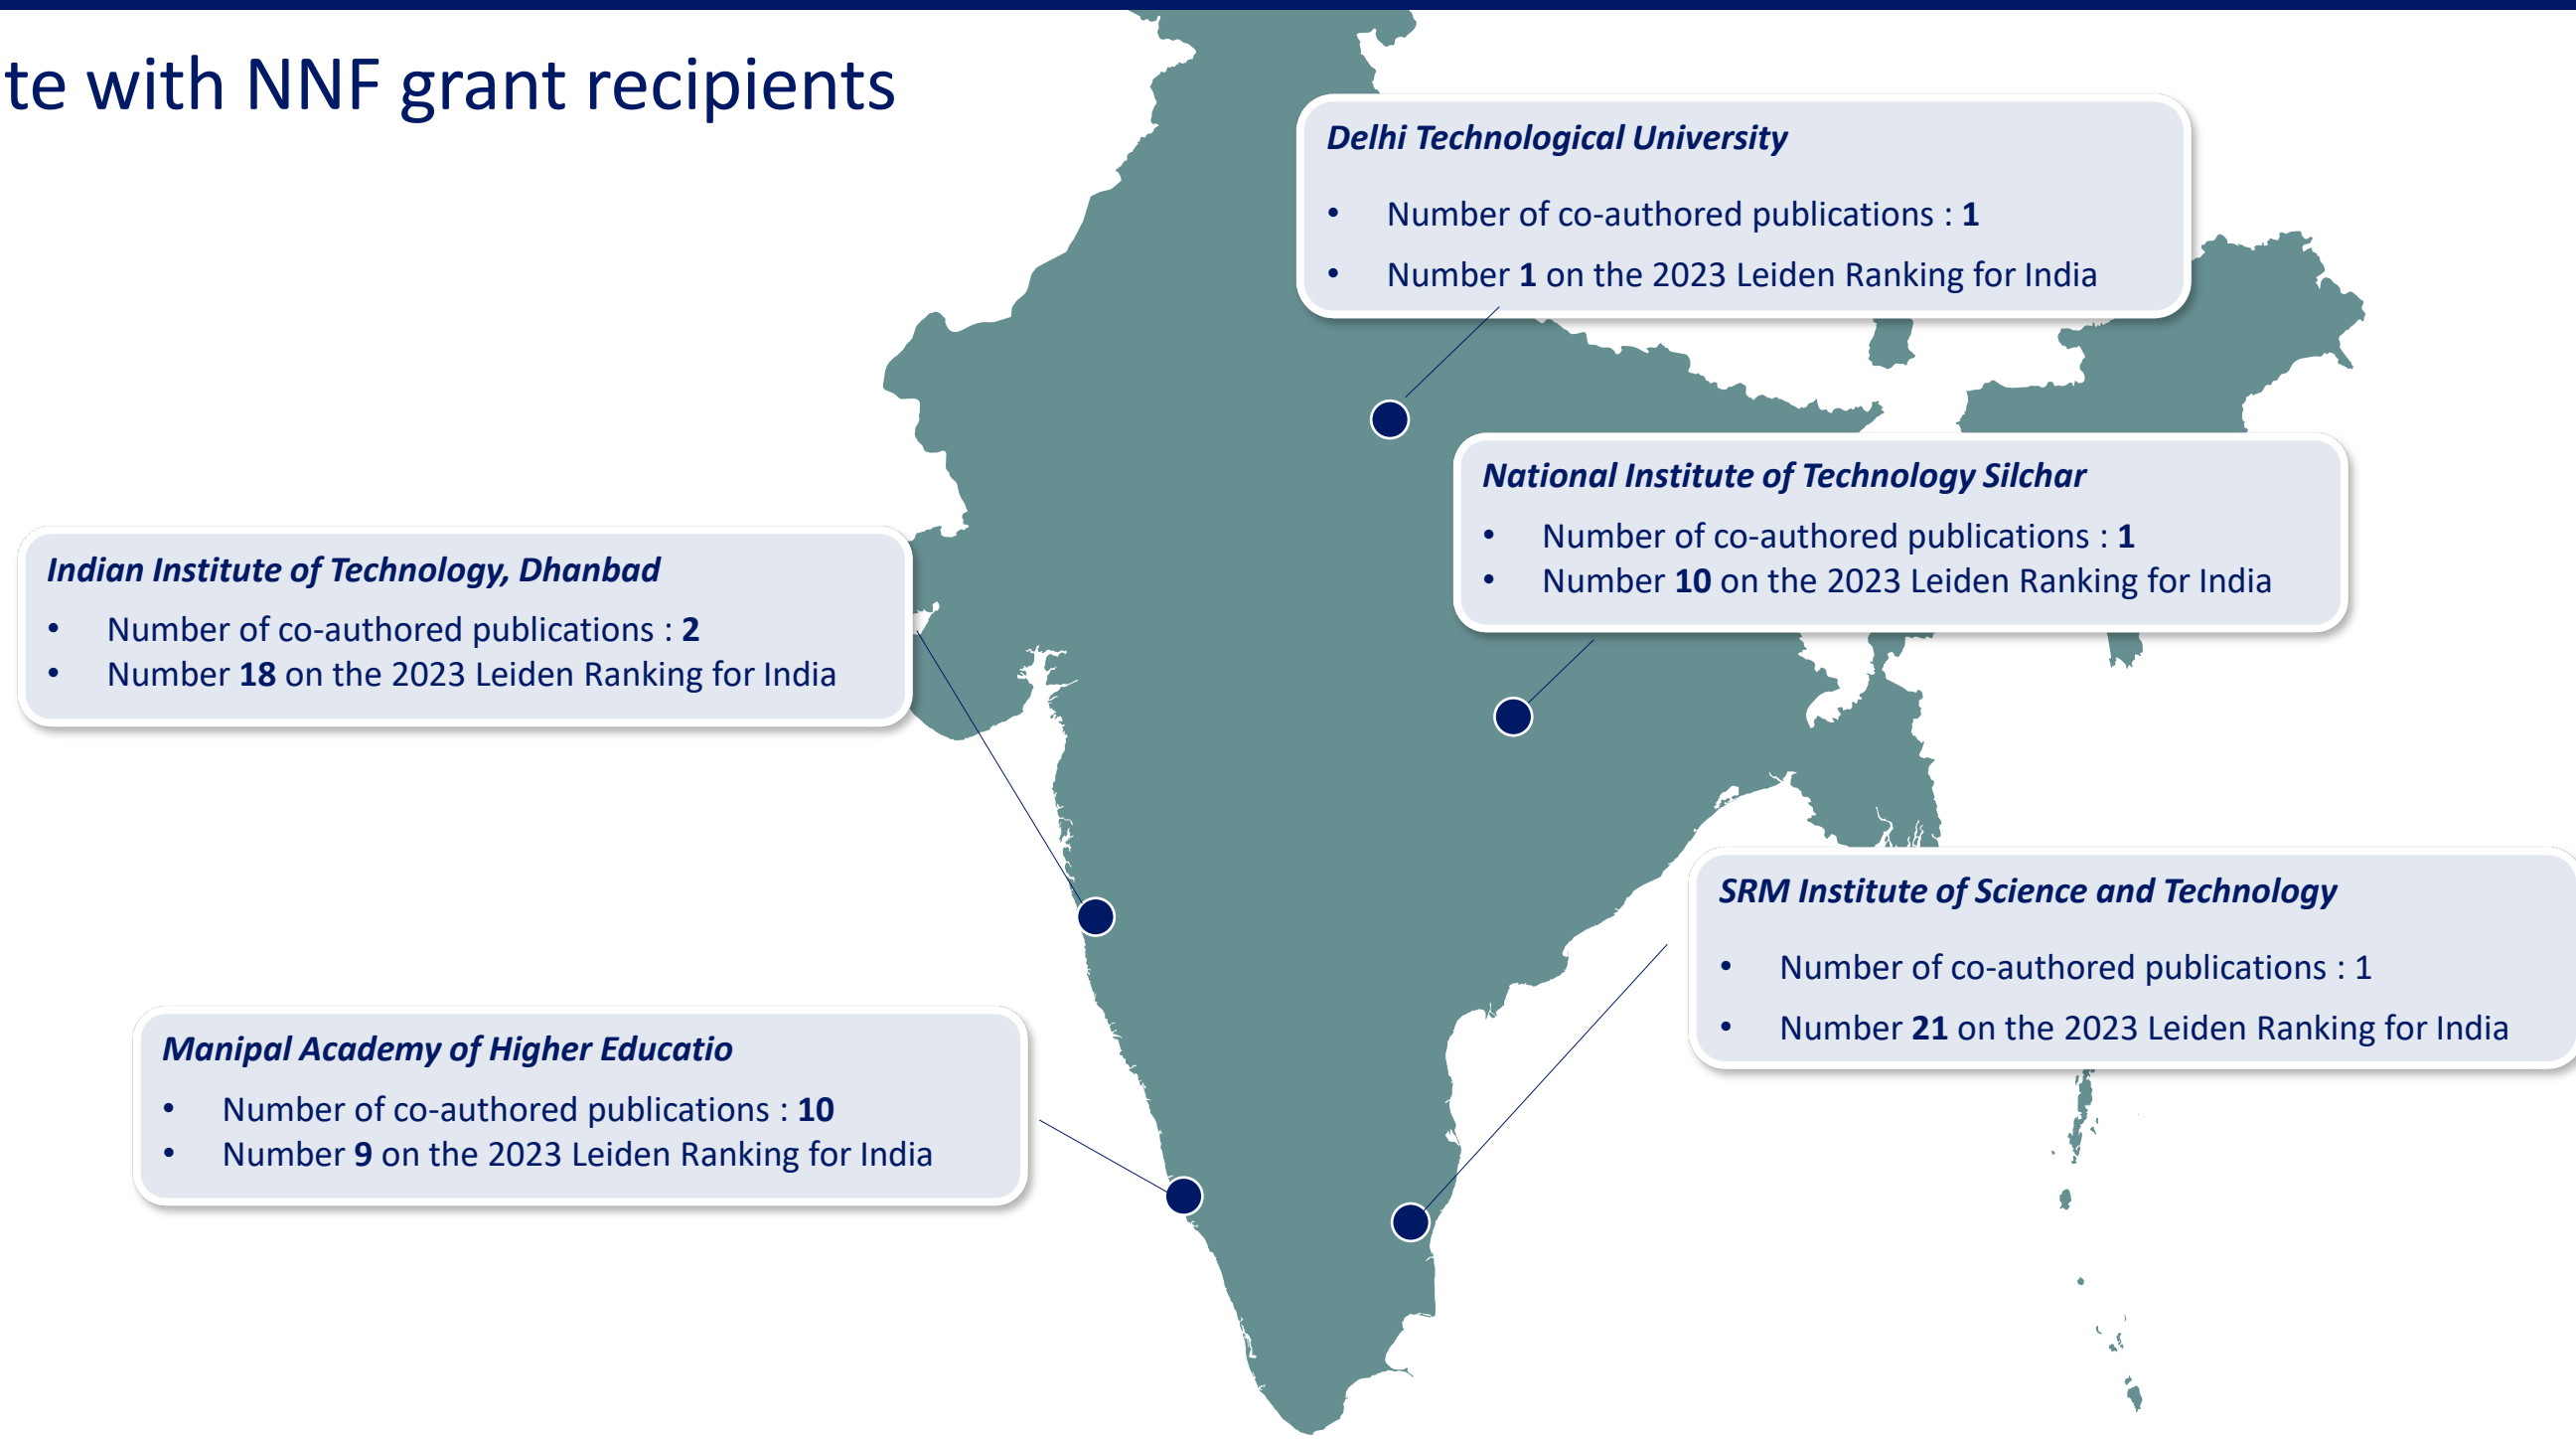 te with NNF grant recipients
Delhi Technological University
• Number of co-authored publications : 1
• Number 1 on the 2023 Leiden Ranking for India
National Institute of Technology Silchar
• Number of co-authored publications : 1
• Number 10 on the 2023 Leiden Ranking for India
Indian Institute of Technology, Dhanbad
• Number of co-authored publications : 2
• Number 18 on the 2023 Leiden Ranking for India
SRM Institute of Science and Technology
• Number of co-authored publications : 1
• Number 21 on the 2023 Leiden Ranking for India
Manipal Academy of Higher Educatio
• Number of co-authored publications : 10
• Number 9 on the 2023 Leiden Ranking for India